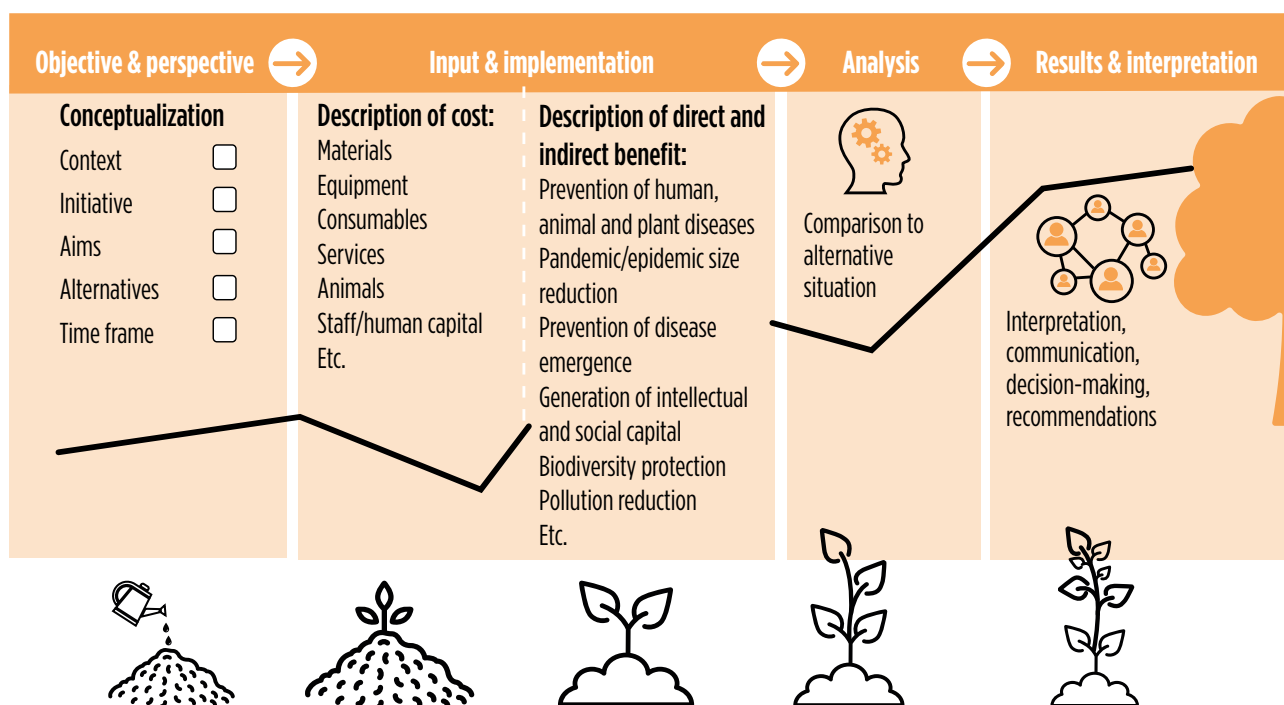 Objective & perspective
Input & implementation
Analysis
Results & interpretation
Conceptualization
Context
Initiative
Aims
Alternatives
Time frame
Description of cost:
Materials
Equipment
Consumables
Services
Animals
Staff/human capital
Etc.
Description of direct and
indirect benefit:
Prevention of human,
animal and plant diseases
Pandemic/epidemic size
reduction
Prevention of disease
emergence
Generation of intellectual
and social capital
Biodiversity protection
Pollution reduction
Etc.
Comparison to
alternative
situation
Interpretation,
communication,
decision-making,
recommendations